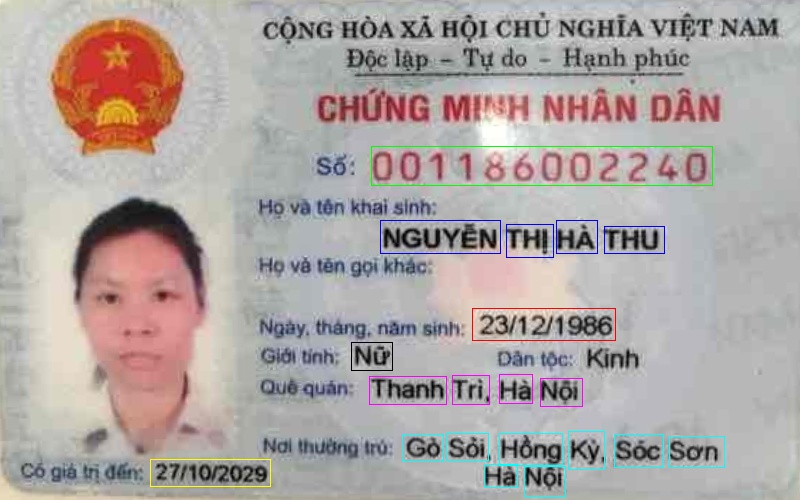 CỘNG HÒA XÃ HỘI CHỦ NGHĨA VIỆT NAM
Độc lập – Tự do – Hạnh phúc
CHỨNG MINH NHÂN DÂN
Số: 001186002240
Họ và tên khai sinh:
NGUYỄN THỊ HÀ THU
Họ và tên gọi khác:
Ngày, tháng, năm sinh: 23/12/1986
Giới tính: Nữ Dân tộc: Kinh
Quê quán: Thanh Trì, Hà Nội
Nơi thường trú: Gò Sỏi, Hồng Kỳ, Sóc Sơn
Hà Nội
Có giá trị đến: 27/10/2029